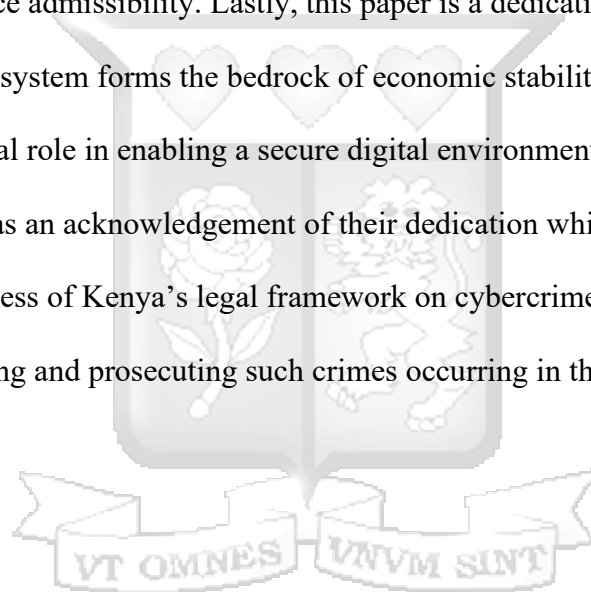 ce admissibility. Lastly, this paper is a dedicati
system forms the bedrock of economic stabilit
al role in enabling a secure digital environment
as an acknowledgement of their dedication whi
ess of Kenya’s legal framework on cybercrime
ng and prosecuting such crimes occurring in th
VT OMNES VNVM SINT